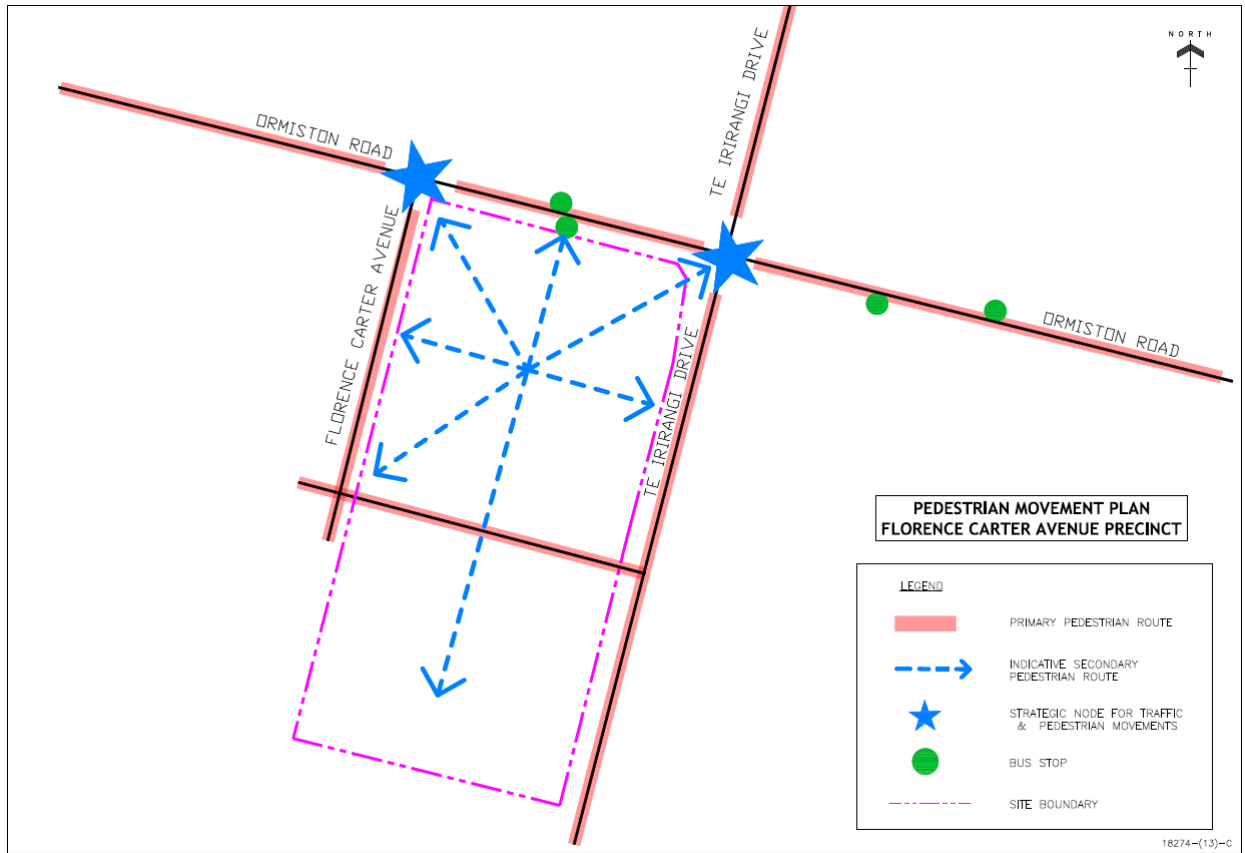 NORTH
TE IRIRANGI DRIVE
ORMISTON ROAD
FLORENCE CARTER AVENUE
TE IRIRANGI DRIVE
ORMISTON ROAD
PEDESTRIAN MOVEMENT PLAN
FLORENCE CARTER AVENUE PRECINCT
LEGEND
PRIMARY PEDESTRIAN ROUTE
INDICATIVE SECONDARY
PEDESTRIAN ROUTE
STRATEGIC NODE FOR TRAFFIC
& PEDESTRIAN MOVEMENTS
BUS STOP
SITE BOUNDARY
18274-(13)-C